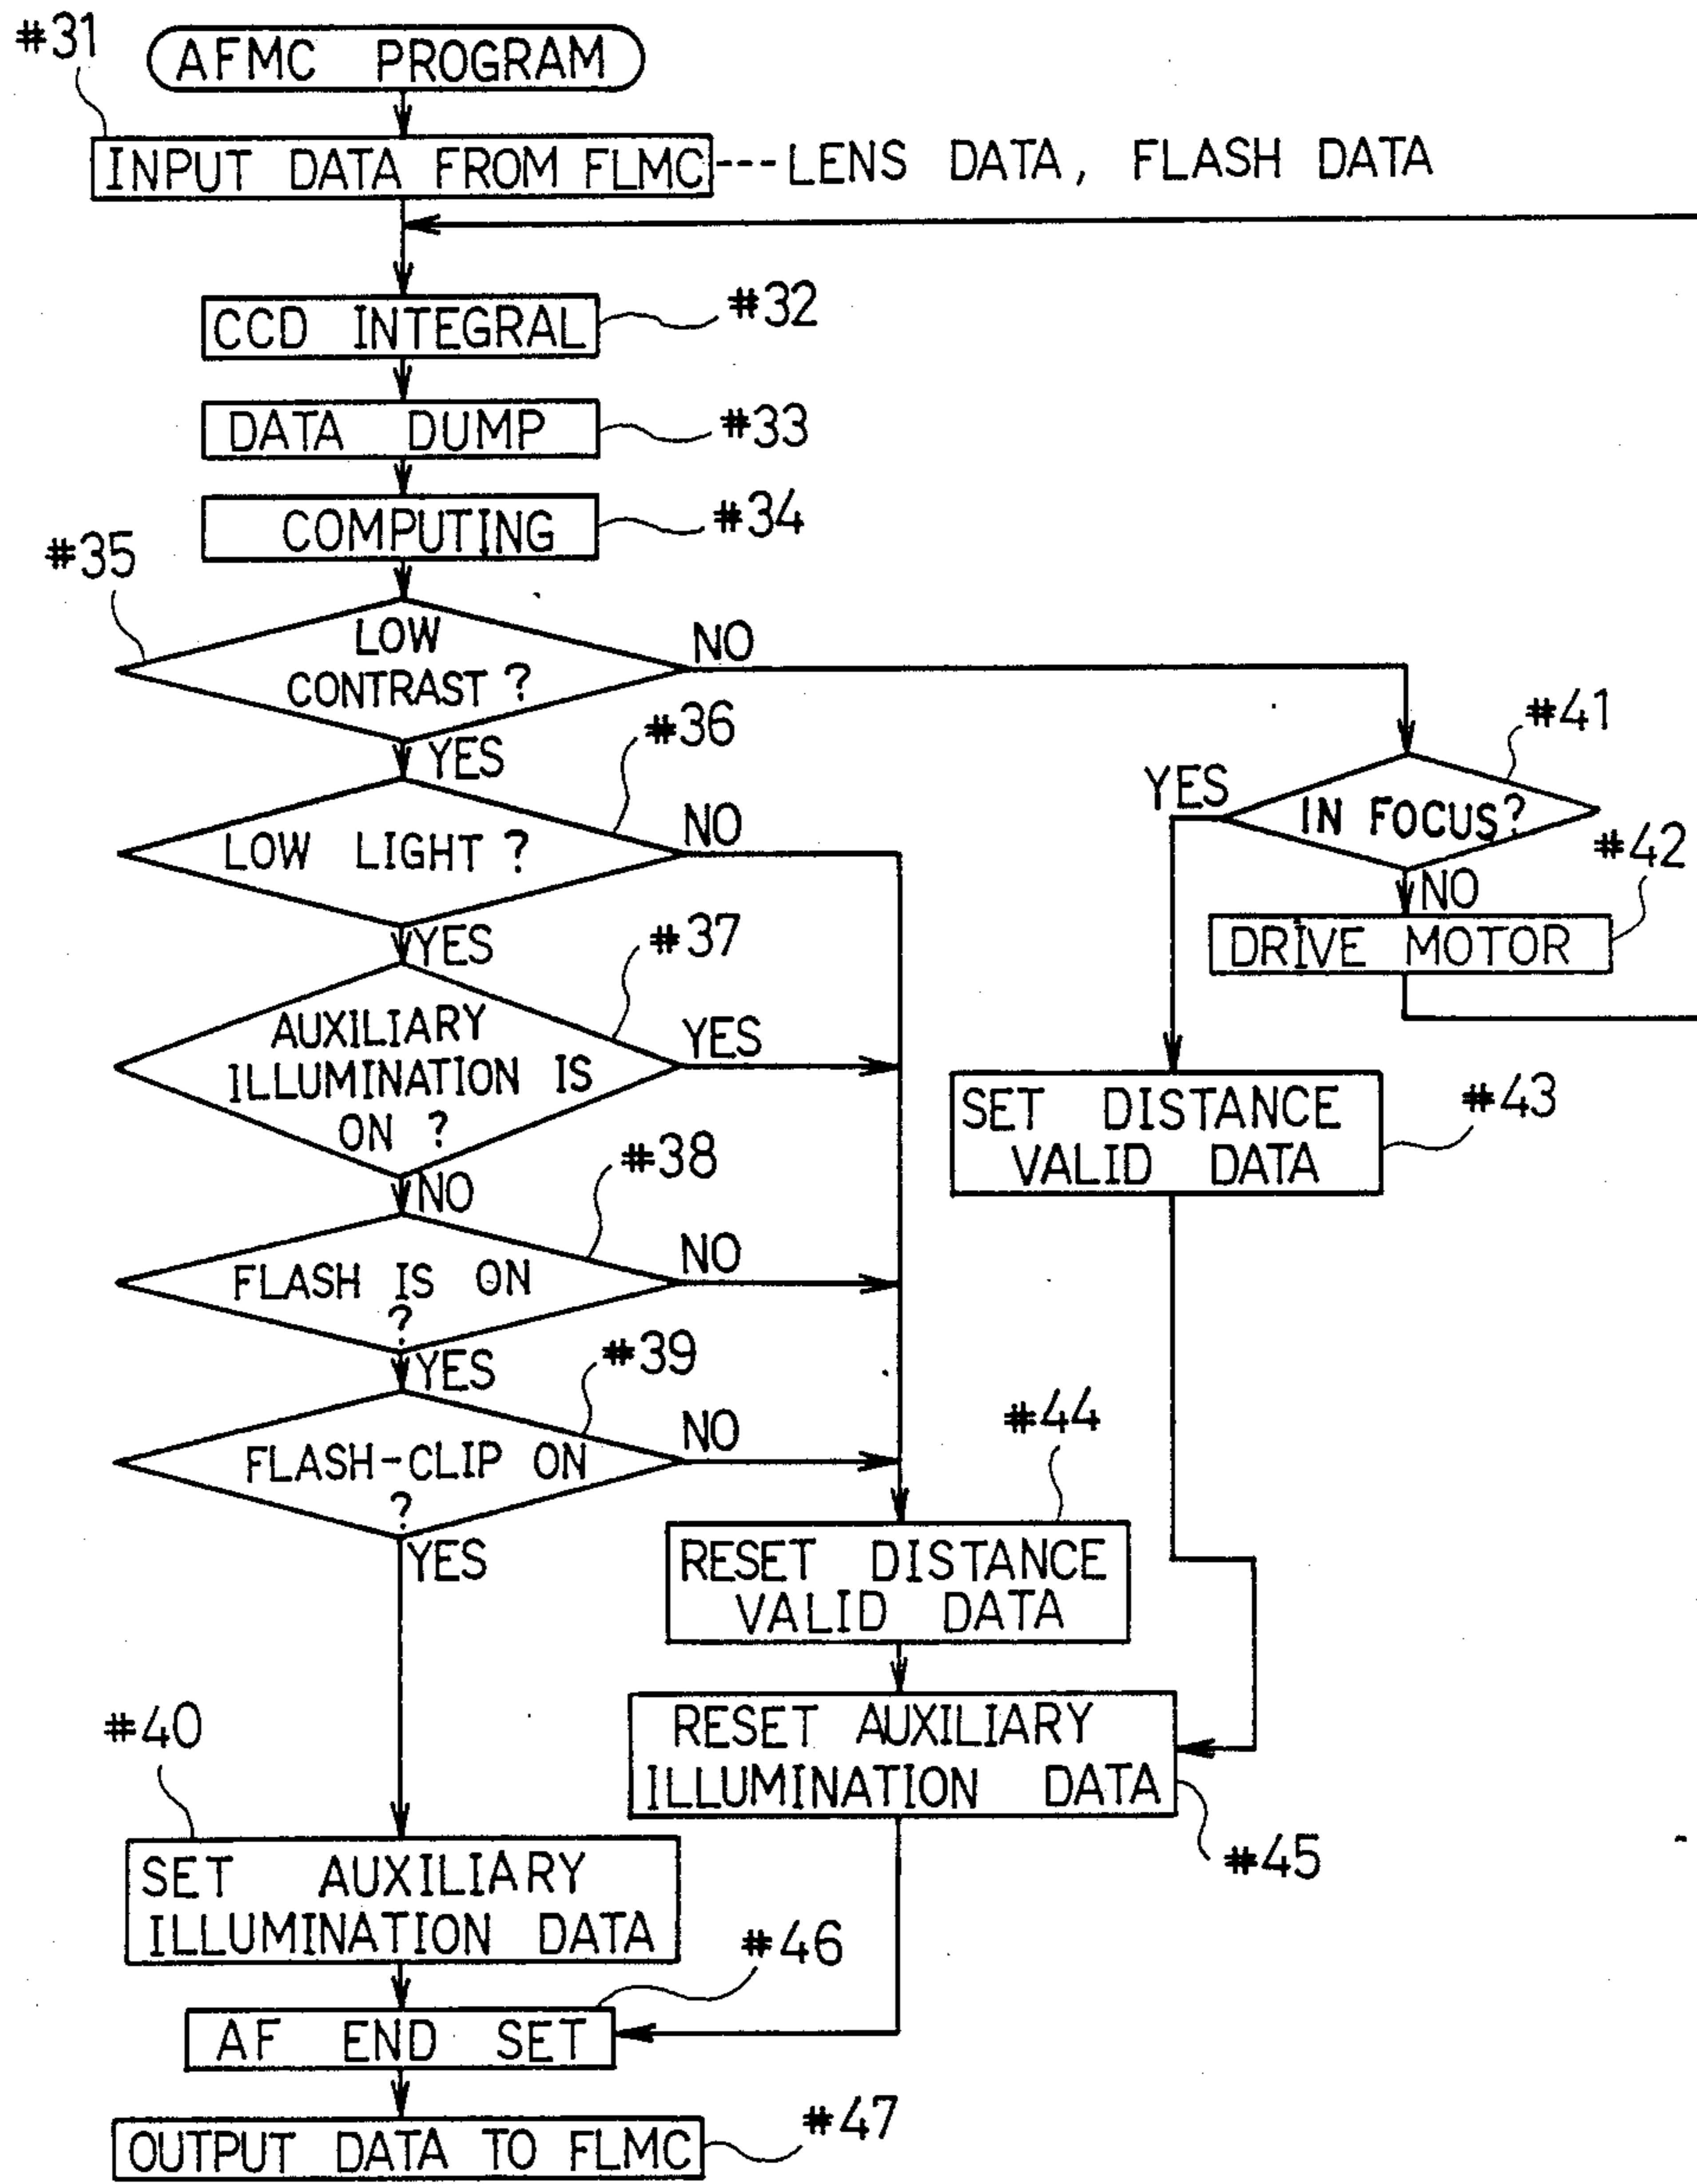 #31
AFMC PROGRAM
INPUT DATA FROM FLMC---LENS DATA, FLASH DATA
CCD INTEGRAL
#32
DATA DUMP
#33
COMPUTING
#34
#35
LOW
CONTRAST ?
NO
YES
#36
LOW LIGHT ?
NO
YES
#37
AUXILIARY
ILLUMINATION IS
ON ?
YES
NO
#38
FLASH IS ON
?
NO
YES
#39
FLASH-CLIP ON
?
NO
YES
#41
IN FOCUS?
YES
NO
#42
DRIVE MOTOR
SET DISTANCE
VALID DATA
#43
#44
RESET DISTANCE
VALID DATA
RESET AUXILIARY
ILLUMINATION DATA
#45
#40
SET AUXILIARY
ILLUMINATION DATA
#46
AF END SET
OUTPUT DATA TO FLMC
#47